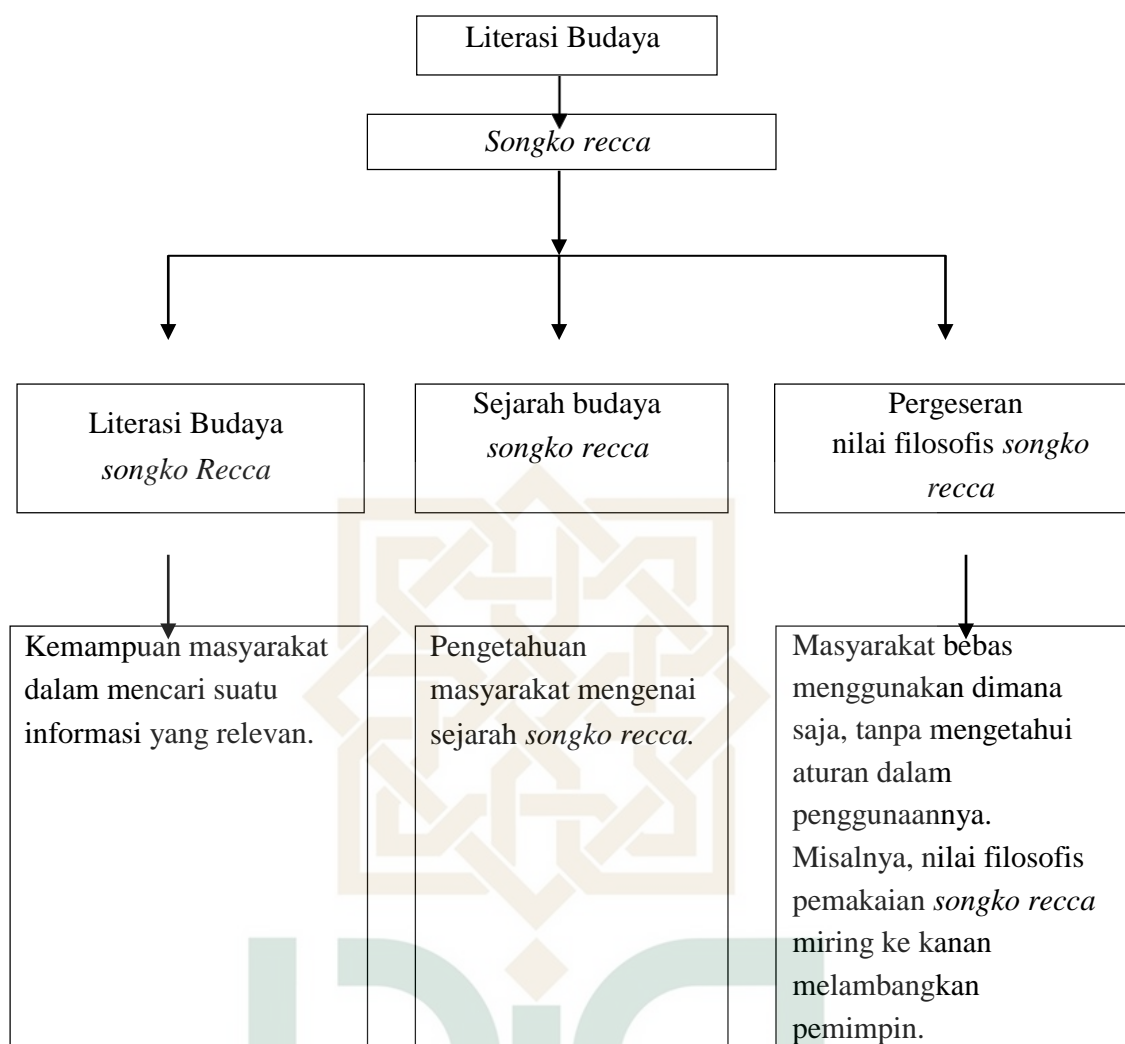 Literasi Budaya
Songko recca
Literasi Budaya
songko Recca
Sejarah budaya
songko recca
Pergeseran
nilai filosofis songko
recca
Kemampuan masyarakat
dalam mencari suatu
informasi yang relevan.
Pengetahuan
masyarakat mengenai
sejarah songko recca.
Masyarakat bebas
menggunakan dimana
saja, tanpa mengetahui
aturan dalam
penggunaannya.
Misalnya, nilai filosofis
pemakaian songko recca
miring ke kanan
melambangkan
pemimpin.